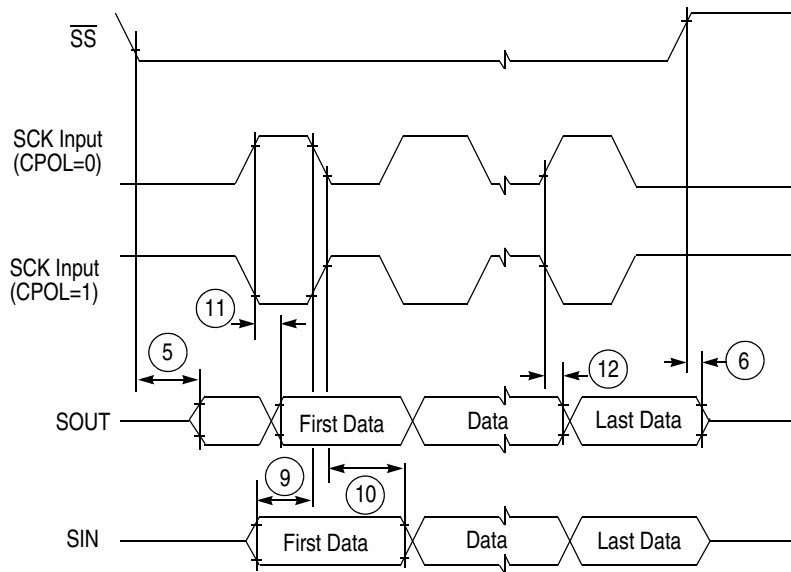 SS
SCK Input
(CPOL=0)
SCK Input
(CPOL=1)
11
5
12
6
SOUT
First Data
Data
Last Data
9
10
SIN
First Data
Data
Last Data